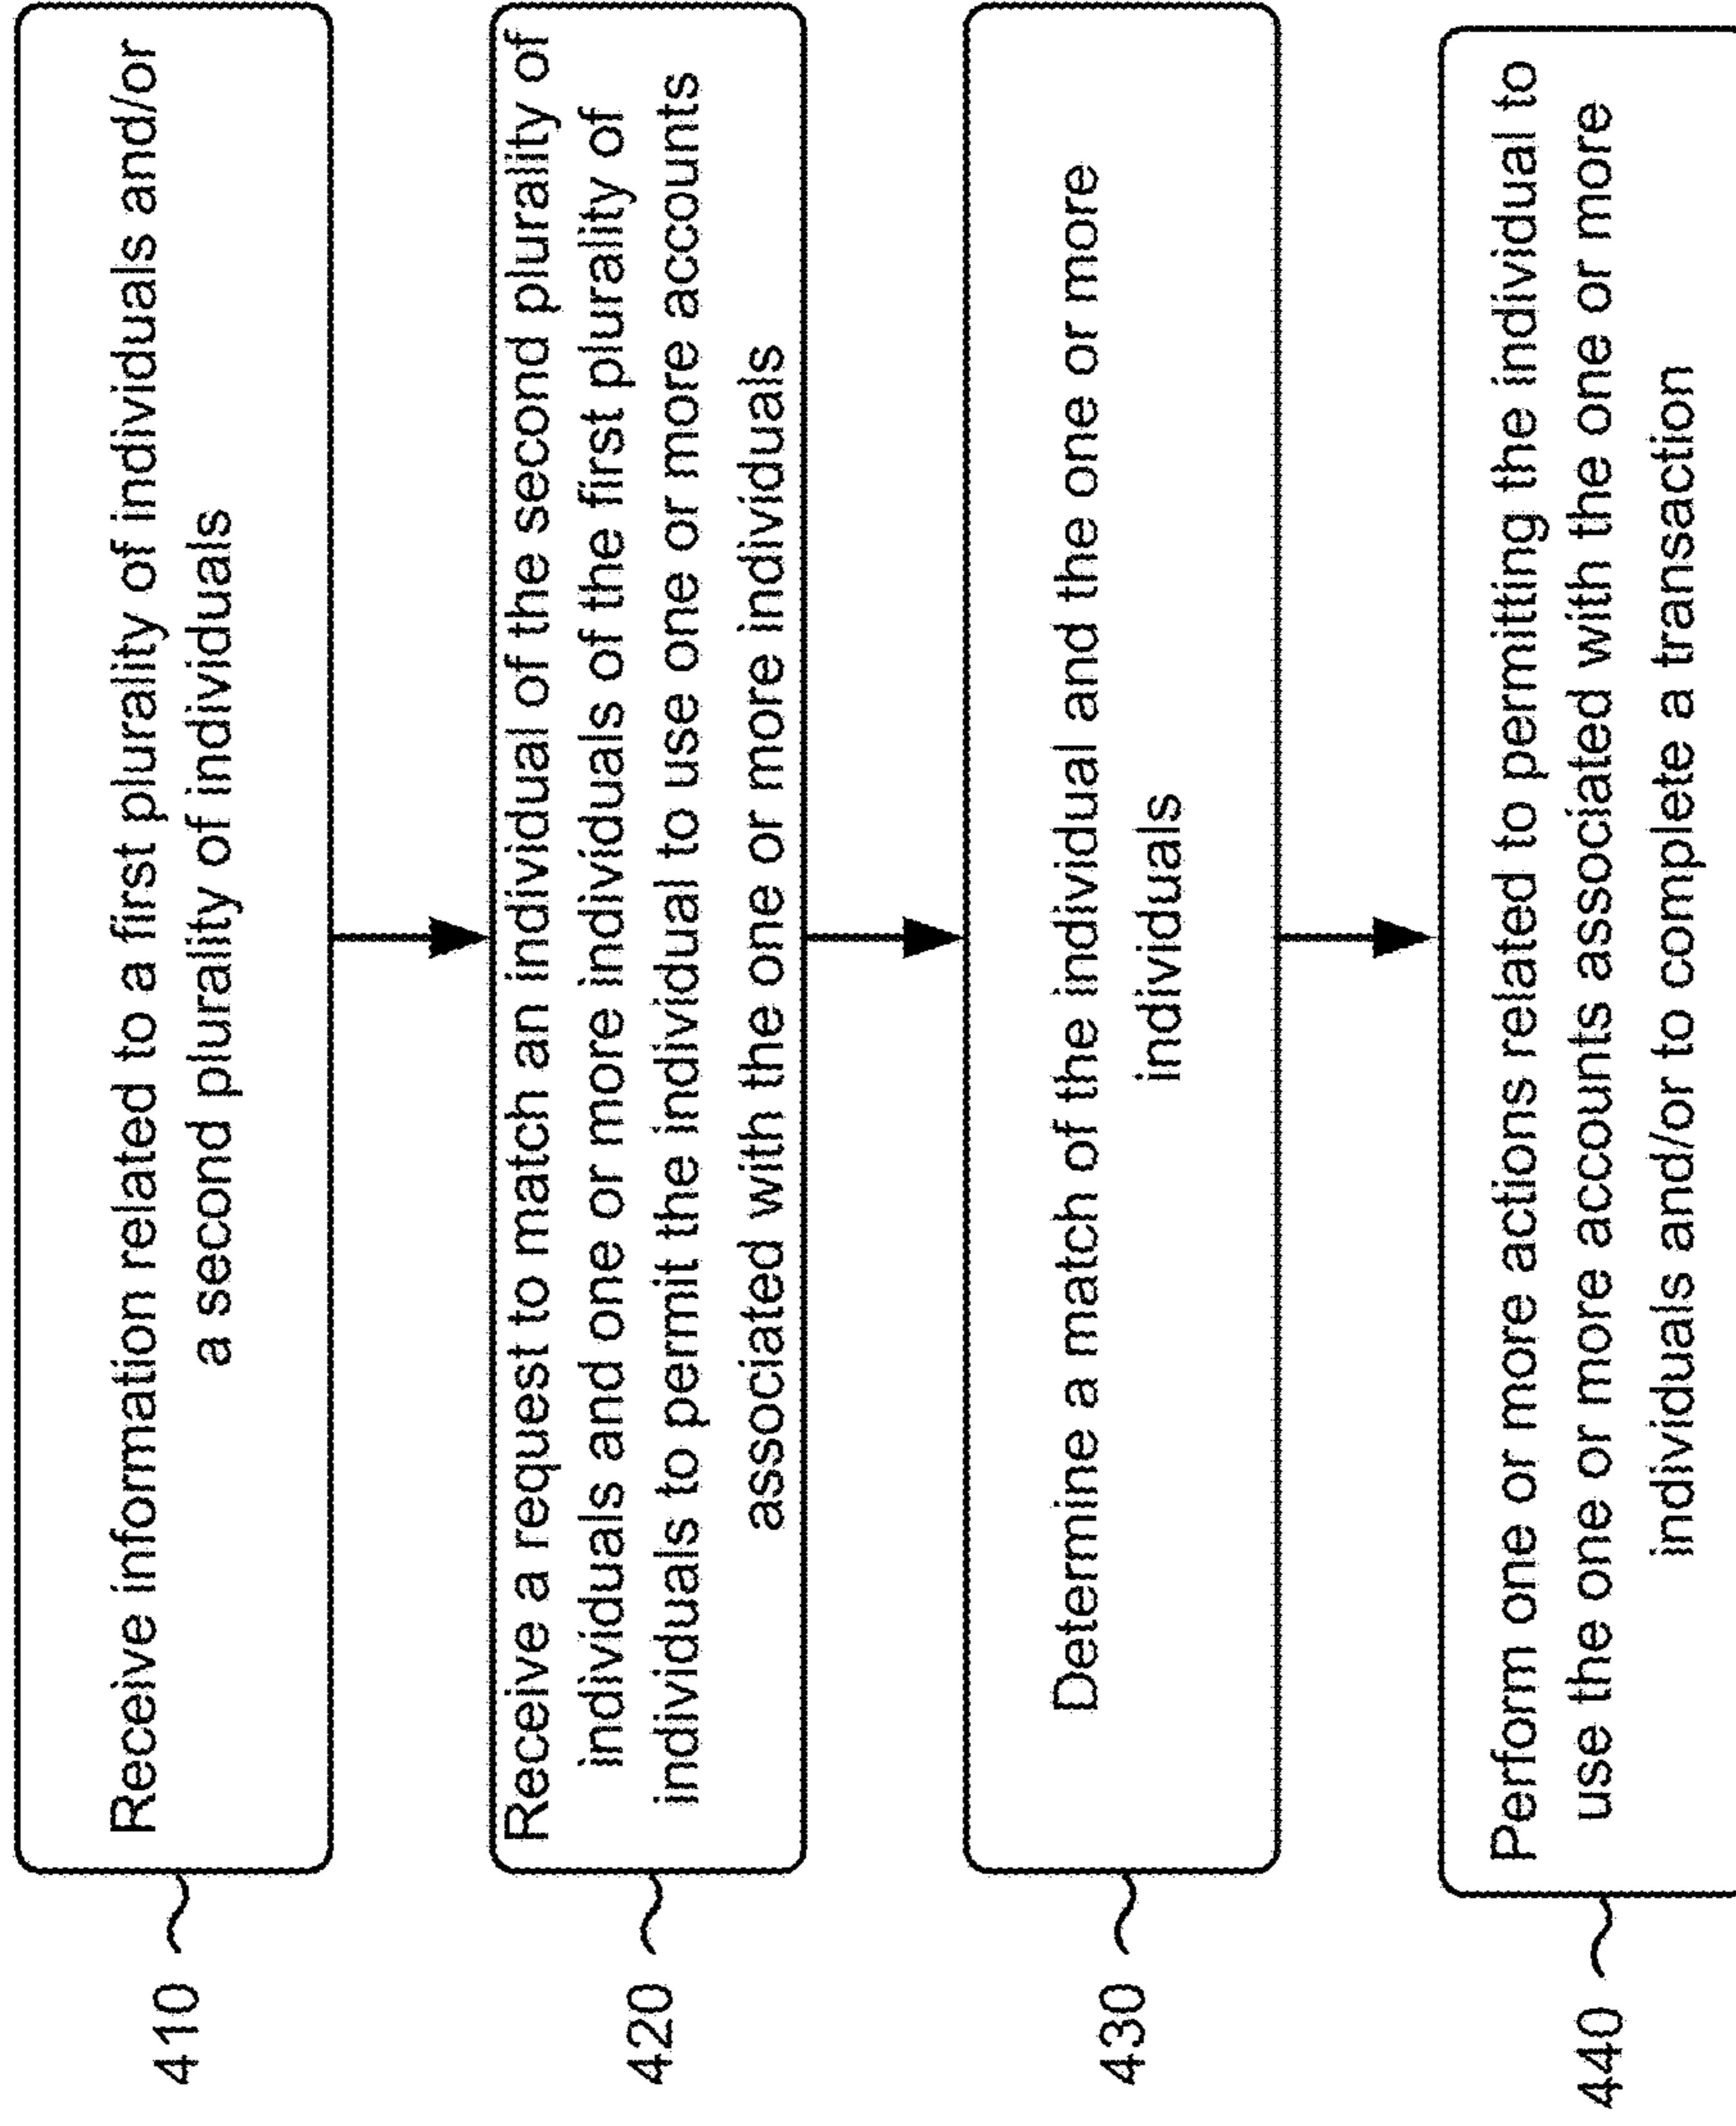 410
Receive information related to a first plurality of individuals and/or
a second plurality of individuals
420
Receive a request to match an individual of the second plurality of
individuals and one or more individuals of the first plurality of
individuals to permit the individual to use one or more accounts
associated with the one or more individuals
430
Determine a match of the individual and the one or more
individuals
440
Perform one or more actions related to permitting the individual to
use the one or more accounts associated with the one or more
individuals and/or to complete a transaction